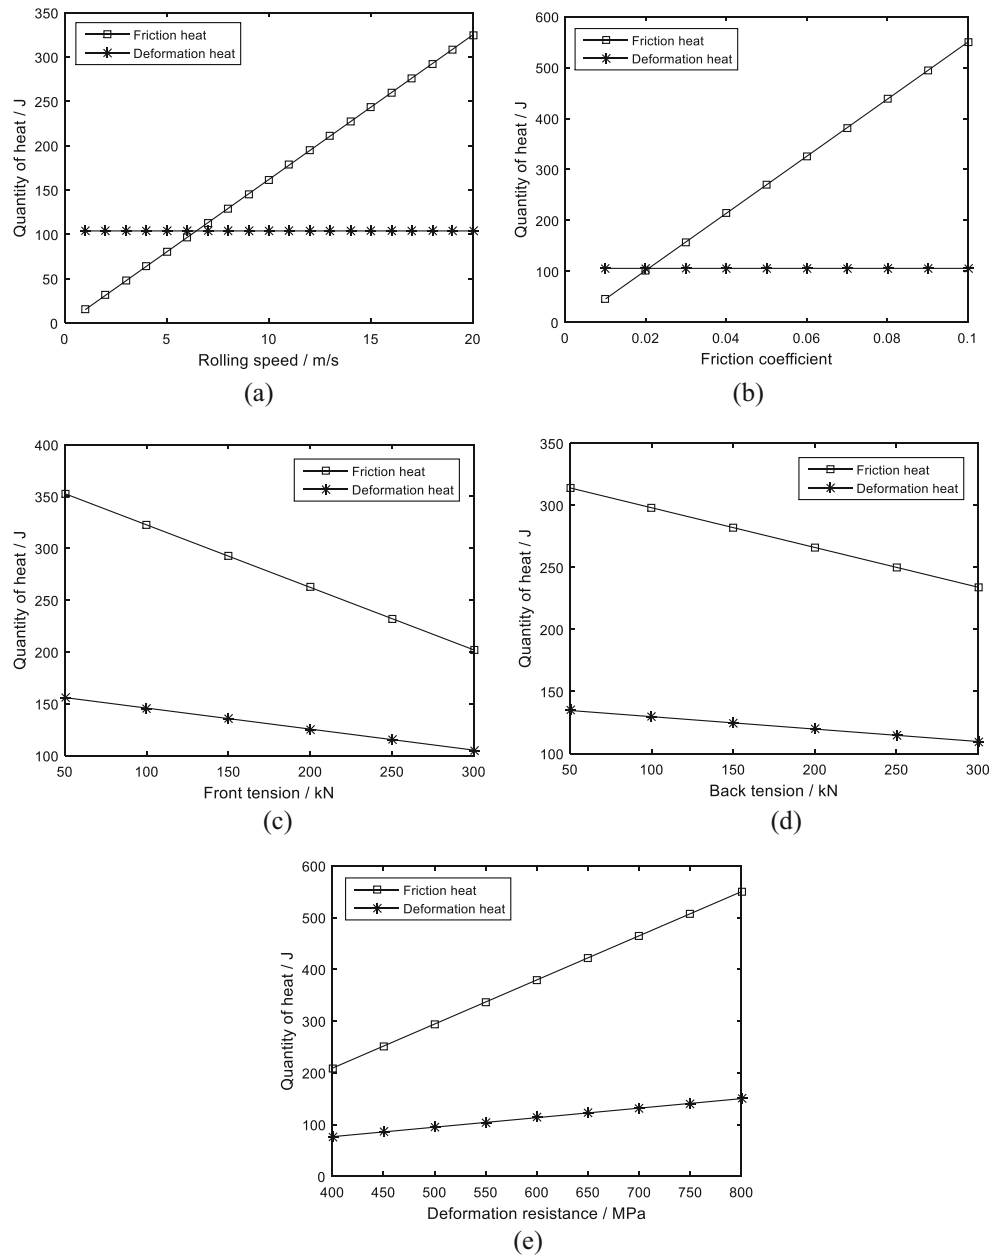 350
300
250
200
150
100
50
0
Quantity of heat / J
Friction heat
Deformation heat
0 5 10 15 20
Rolling speed / m/s
(a)
600
500
400
300
200
100
0
Quantity of heat / J
Friction heat
Deformation heat
0 0.02 0.04 0.06 0.08 0.1
Friction coefficient
(b)
400
350
300
250
200
150
100
Quantity of heat / J
Friction heat
Deformation heat
50 100 150 200 250 300
Front tension / kN
(c)
350
300
250
200
150
100
Quantity of heat / J
Friction heat
Deformation heat
50 100 150 200 250 300
Back tension / kN
(d)
600
500
400
300
200
100
0
Quantity of heat / J
Friction heat
Deformation heat
400 450 500 550 600 650 700 750 800
Deformation resistance / MPa
(e)